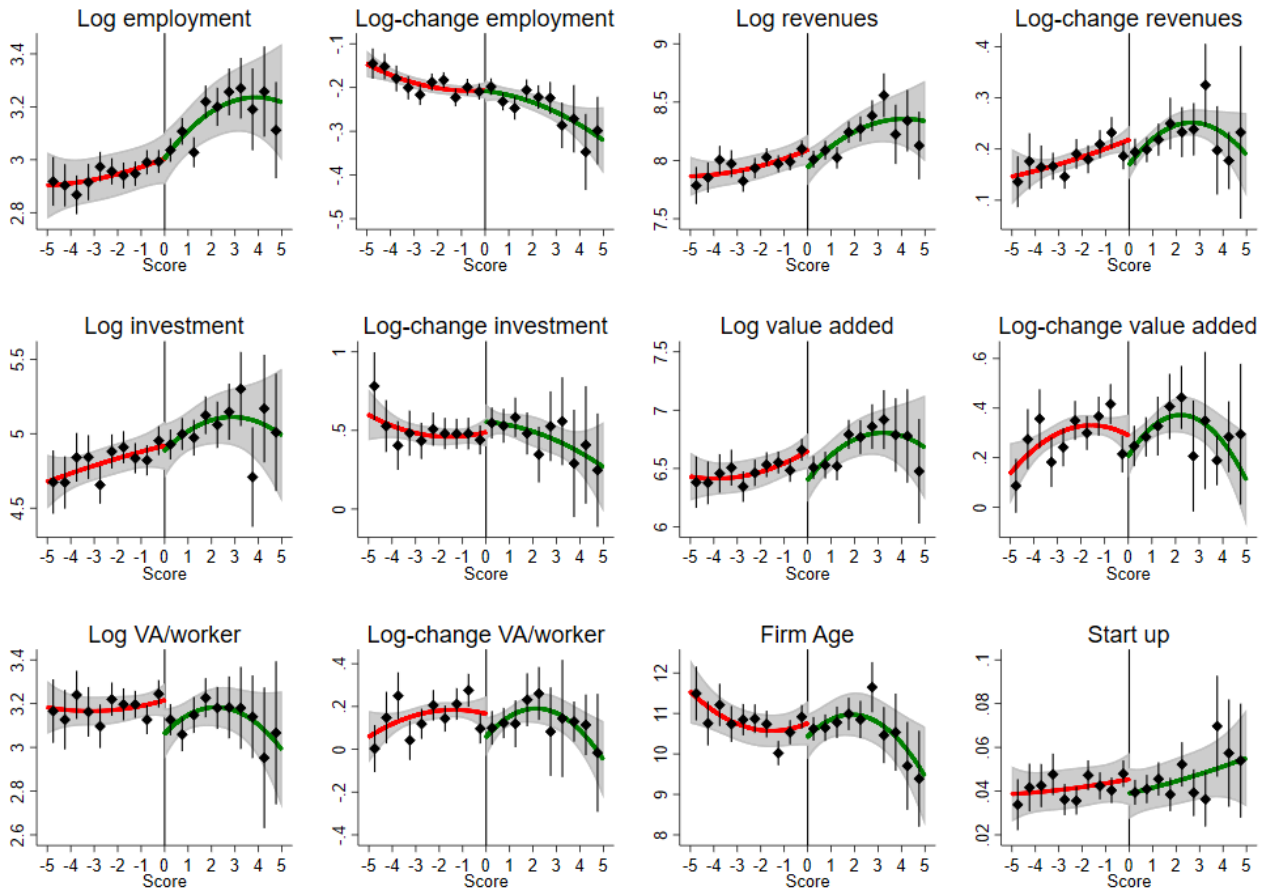 Log employment
3.4
3.2
3
2.8
-5 -4 -3 -2 -1 0 1 2 3 4 5
Score
Log-change employment
-.1
-.2
-.3
-.4
-.5
-5 -4 -3 -2 -1 0 1 2 3 4 5
Score
Log revenues
9
8.5
8
7.5
-5 -4 -3 -2 -1 0 1 2 3 4 5
Score
Log-change revenues
.4
.3
.2
.1
-5 -4 -3 -2 -1 0 1 2 3 4 5
Score
Log investment
5.5
5
4.5
-5 -4 -3 -2 -1 0 1 2 3 4 5
Score
Log-change investment
1
.5
0
-5 -4 -3 -2 -1 0 1 2 3 4 5
Score
Log value added
7.5
7
6.5
6
-5 -4 -3 -2 -1 0 1 2 3 4 5
Score
Log-change value added
.6
.4
.2
0
-5 -4 -3 -2 -1 0 1 2 3 4 5
Score
Log VA/worker
3.4
3.2
3
2.8
2.6
-5 -4 -3 -2 -1 0 1 2 3 4 5
Score
Log-change VA/worker
.4
.2
0
-.2
-.4
-5 -4 -3 -2 -1 0 1 2 3 4 5
Score
Firm Age
12
11
10
9
8
-5 -4 -3 -2 -1 0 1 2 3 4 5
Score
Start up
.1
.08
.06
.04
.02
-5 -4 -3 -2 -1 0 1 2 3 4 5
Score